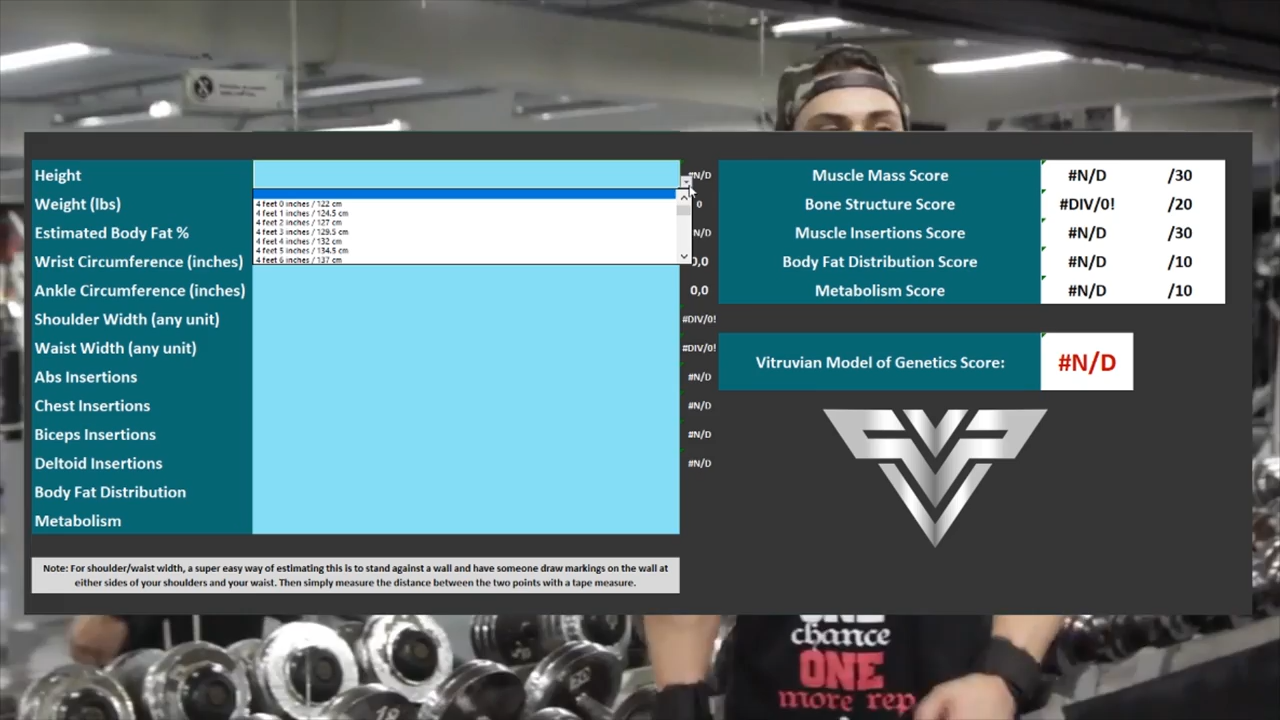 Height
#N/D
Weight (lbs)
0
Estimated Body Fat %
N/D
Wrist Circumference (inches)
0,0
Ankle Circumference (inches)
0,0
Shoulder Width (any unit)
#DIV/0!
Waist Width (any unit)
#DIV/0!
Abs Insertions
#N/D
Chest Insertions
#N/D
Biceps Insertions
#N/D
Deltoid Insertions
#N/D
Body Fat Distribution
Metabolism
4 feet 0 inches / 122 cm
4 feet 1 inches / 124.5 cm
4 feet 2 inches / 127 cm
4 feet 3 inches / 129.5 cm
4 feet 4 inches / 132 cm
4 feet 5 inches / 134.5 cm
4 feet 6 inches / 137 cm
Note: For shoulder/waist width, a super easy way of estimating this is to stand against a wall and have someone draw markings on the wall at
either sides of your shoulders and your waist. Then simply measure the distance between the two points with a tape measure.
Muscle Mass Score #N/D /30
Bone Structure Score #DIV/0! /20
Muscle Insertions Score #N/D /30
Body Fat Distribution Score #N/D /10
Metabolism Score #N/D /10
Vitruvian Model of Genetics Score: #N/D
ONE
chance
ONE
more rep
18